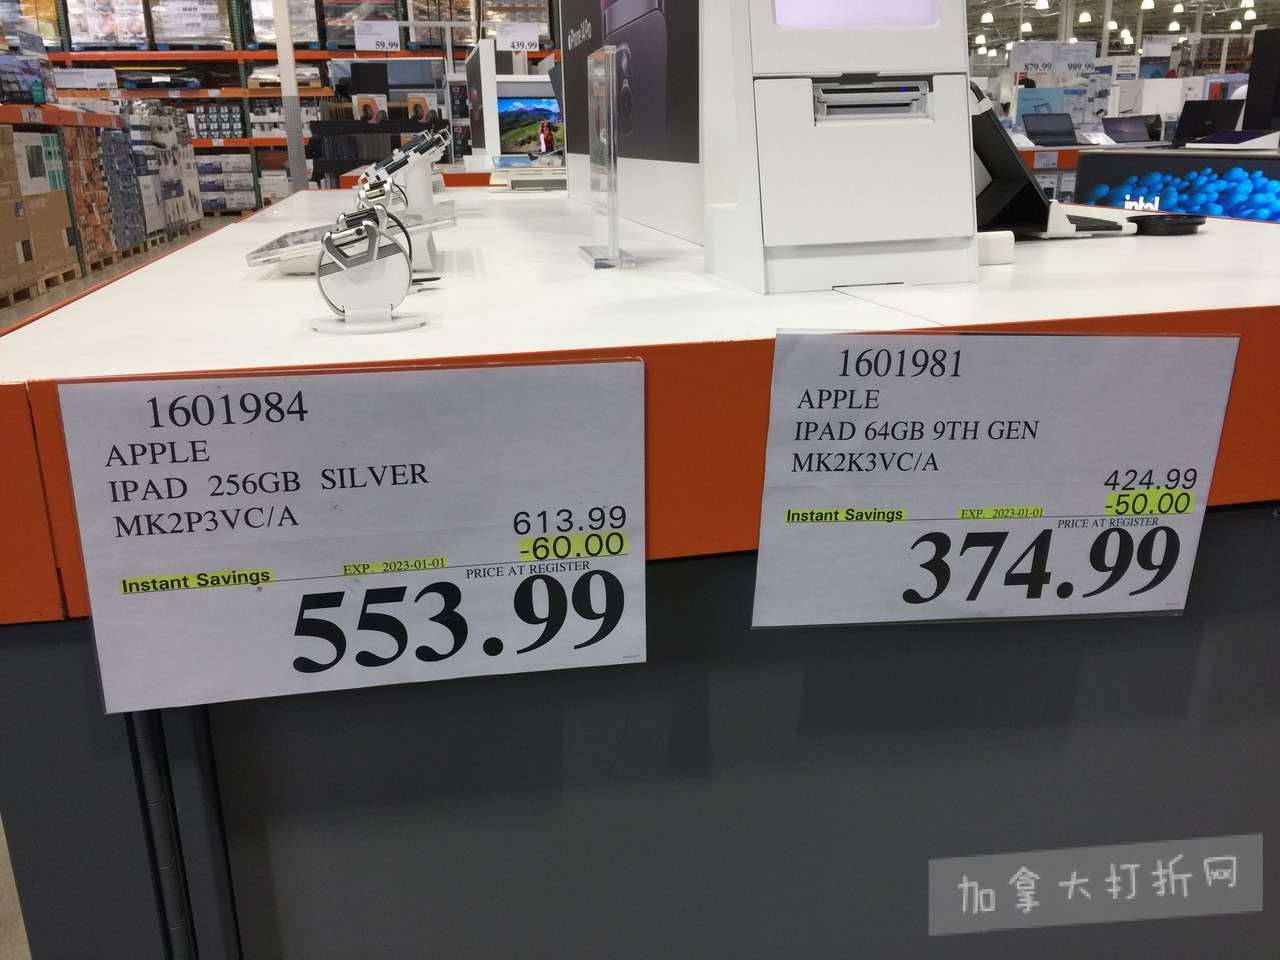 59.99
439.99
iPhone 14 Pro
879.99
999.99
intel
1601984
APPLE
IPAD 256GB SILVER
MK2P3VC/A
613.99
-60.00
Instant Savings
EXP. 2023-01-01
PRICE AT REGISTER
553.99
1601981
APPLE
IPAD 64GB 9TH GEN
MK2K3VC/A
424.99
-50.00
Instant Savings
EXP. 2023-01-01
PRICE AT REGISTER
374.99
加拿大打折网